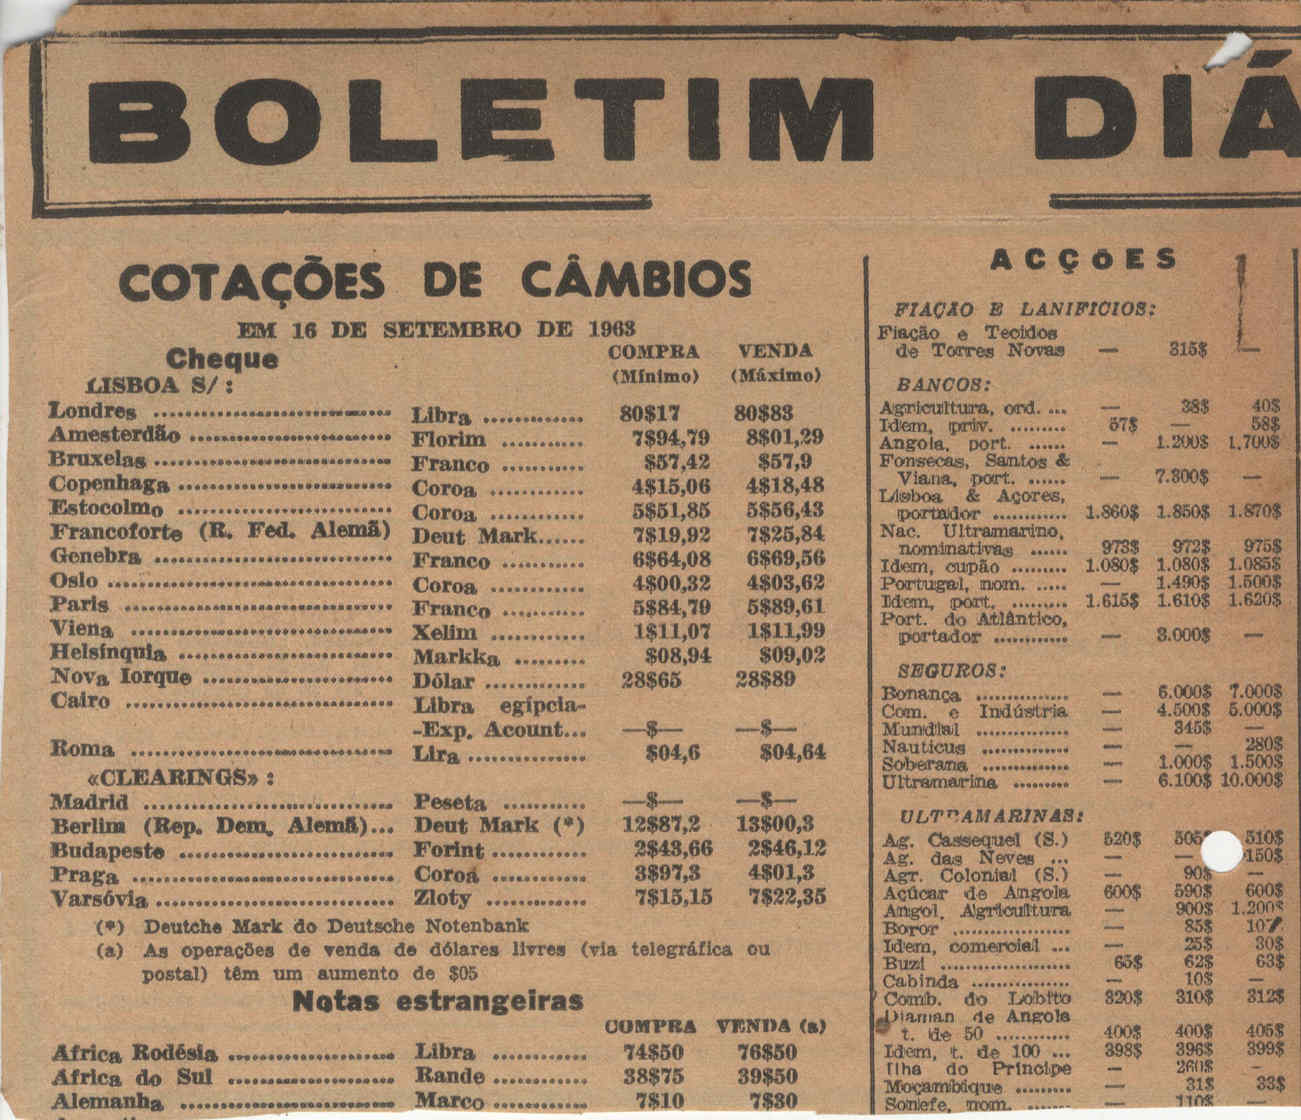 BOLETIM DIÁ
COTAÇÕES DE CÂMBIOS
EM 16 DE SETEMBRO DE 1963
Cheque COMPRA VENDA
(Mínimo) (Máximo)
LISBOA S/:
Londres .............................. Libra ............ 80$17 80$83
Amesterdão .............................. Florim .......... 7$94,79 8$01,29
Bruxelas .............................. Franco .......... $57,42 $57,9
Copenhaga .............................. Coroa ............ 4$15,06 4$18,48
Estocolmo .............................. Coroa ............ 5$51,85 5$56,43
Francoforte (R. Fed. Alemã) Deut Mark...... 7$19,92 7$25,84
Genebra .............................. Franco .......... 6$64,08 6$69,56
Oslo .............................. Coroa ............ 4$00,32 4$03,62
Paris .............................. Franco .......... 5$84,79 5$89,61
Viena .............................. Xelim ............ 1$11,07 1$11,99
Helsínquia .............................. Markka ......... $08,94 $09,02
Nova Iorque .............................. Dólar ............ 28$65 28$89
Cairo .............................. Libra egípcia-
-Exp. Acount... —$— —$—
Roma .............................. Lira .............. $04,6 $04,64
«CLEARINGS» :
Madrid .............................. Peseta .......... —$— —$—
Berlim (Rep. Dem. Alemã)... Deut Mark (*) 12$87,2 13$00,3
Budapeste .............................. Forint ............ 2$43,66 2$46,12
Praga .............................. Coroa ............ 3$97,3 4$01,3
Varsóvia .............................. Zloty ............ 7$15,15 7$22,35
(*) Deutche Mark do Deutsche Notenbank
(a) As operações de venda de dólares livres (via telegráfica ou
postal) têm um aumento de $05
Notas estrangeiras
COMPRA VENDA (a)
Africa Rodésia .................... Libra ............ 74$50 76$50
Africa do Sul .................... Rande ............ 38$75 39$50
Alemanha .................... Marco ............ 7$10 7$30
ACÇÕES
FIAÇÃO E LANIFICIOS:
Fiação e Tecidos
de Torres Novas — 315$ —
BANCOS:
Agricultura, ord. ... — 38$ 40$
Idem, priv. ......... 57$ — 58$
Angola, port. ...... — 1.200$ 1.700$
Fonsecas, Santos &
Viana, port. ...... — 7.300$ —
Lisboa & Açores,
portador ............ 1.860$ 1.850$ 1.870$
Nac. Ultramarino,
nominativas ...... 973$ 972$ 975$
Idem, cupão ......... 1.080$ 1.080$ 1.085$
Portugal, nom. ..... — 1.490$ 1.500$
Idem, port. ......... 1.615$ 1.610$ 1.620$
Port. do Atlântico,
portador ............ — 3.000$ —
SEGUROS:
Bonança .............. — 6.000$ 7.000$
Com. e Indústria — 4.500$ 5.000$
Mundial .............. — 345$ —
Nauticus ............. — — 280$
Soberana ............ — 1.000$ 1.500$
Ultramarina ......... — 6.100$ 10.000$
ULTRAMARINAS:
Ag. Cassequel (S.) 520$ 505$ 510$
Ag. das Neves ... — — 150$
Agr. Colonial (S.) — 90$ —
Açúcar de Angola 600$ 590$ 600$
Angol. Agricultura — 900$ 1.200$
Boror .................. — 85$ 107
Idem, comercial ... — 25$ 30$
Buzi .................... 65$ 62$ 63$
Cabinda ............... — 10$ —
Comb. do Lobito 320$ 310$ 312$
Diaman de Angola
t. de 50 ............ 400$ 400$ 405$
Idem, t. de 100 ... 398$ 396$ 399$
Ilha do Príncipe — 260$ —
Moçambique ......... — 31$ 33$
Sonefe, nom. ...... — 110$ —